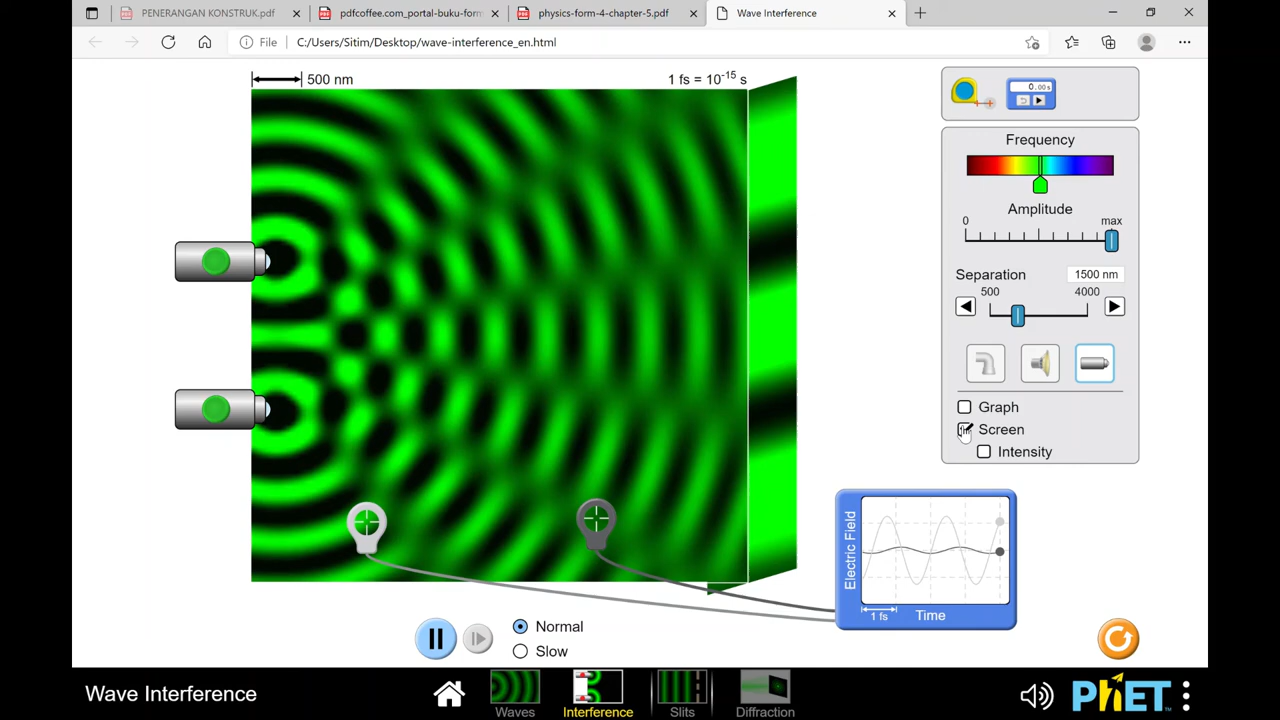 PENERANGAN KONSTRUK.pdf
pdfcoffee.com_portal-buku-form
physics-form-4-chapter-5.pdf
Wave Interference
File C:/Users/Sitim/Desktop/wave-interference_en.html
500 nm
1 fs = 10⁻¹⁵ s
0.00s
Frequency
Amplitude
0 max
Separation 1500 nm
500 4000
Graph
Screen
Intensity
Electric Field
1 fs
Time
Normal
Slow
Wave Interference
Waves
Interference
Slits
Diffraction
PhET